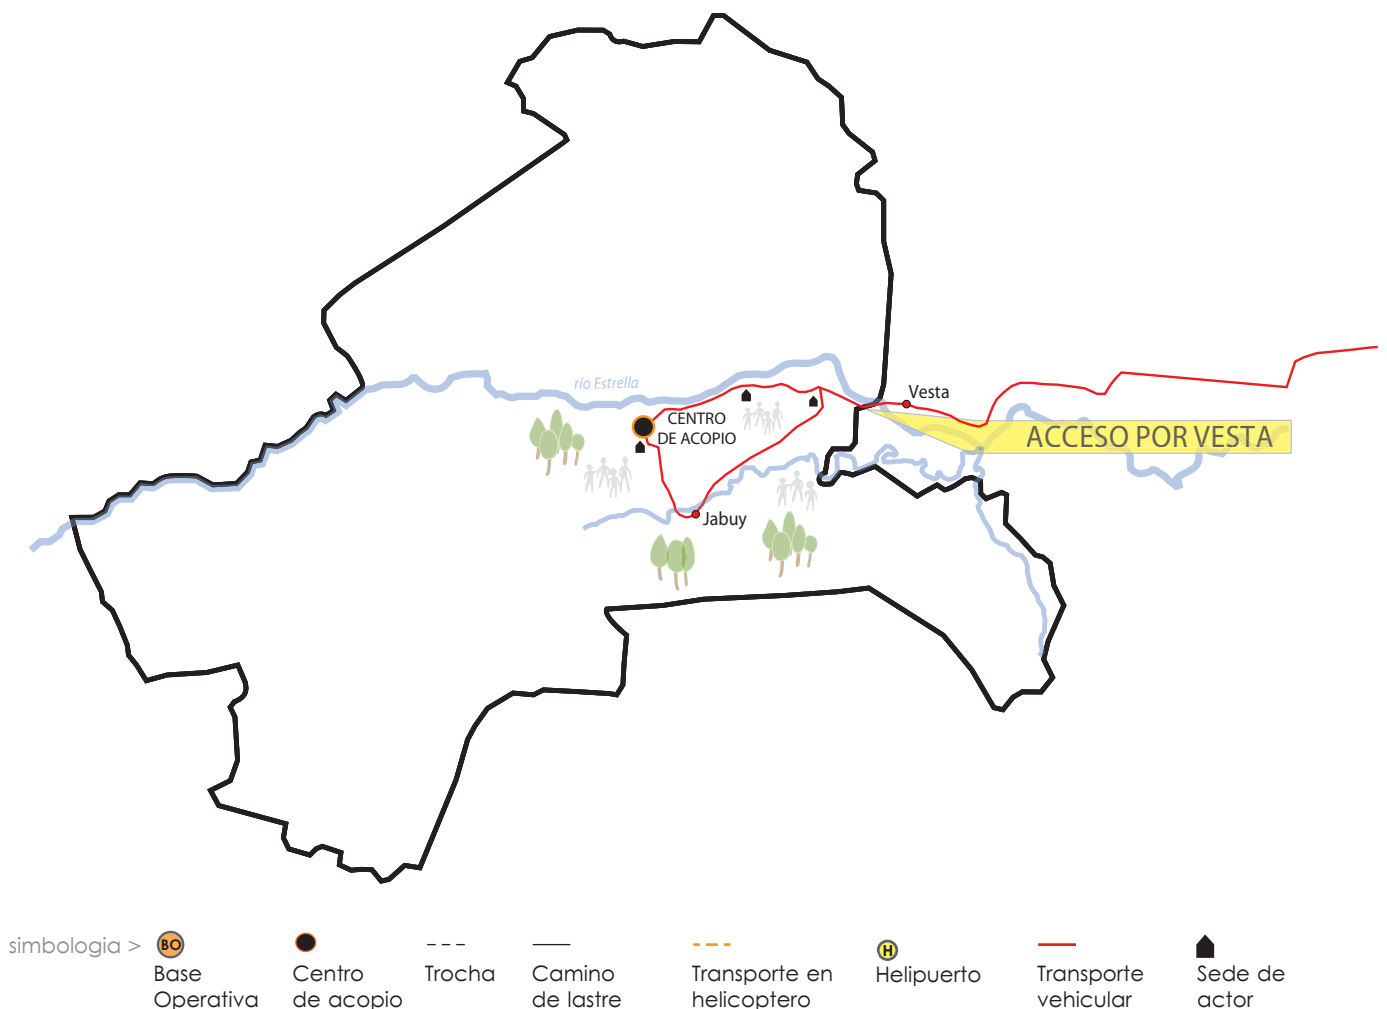 río Estrella
Vesta
CENTRO
DE ACOPIO
ACCESO POR VESTA
Jabuy
simbologia >
BO
Base
Operativa
Centro
de acopio
Trocha
Camino
de lastre
Transporte en
helicoptero
H
Helipuerto
Transporte
vehicular
Sede de
actor